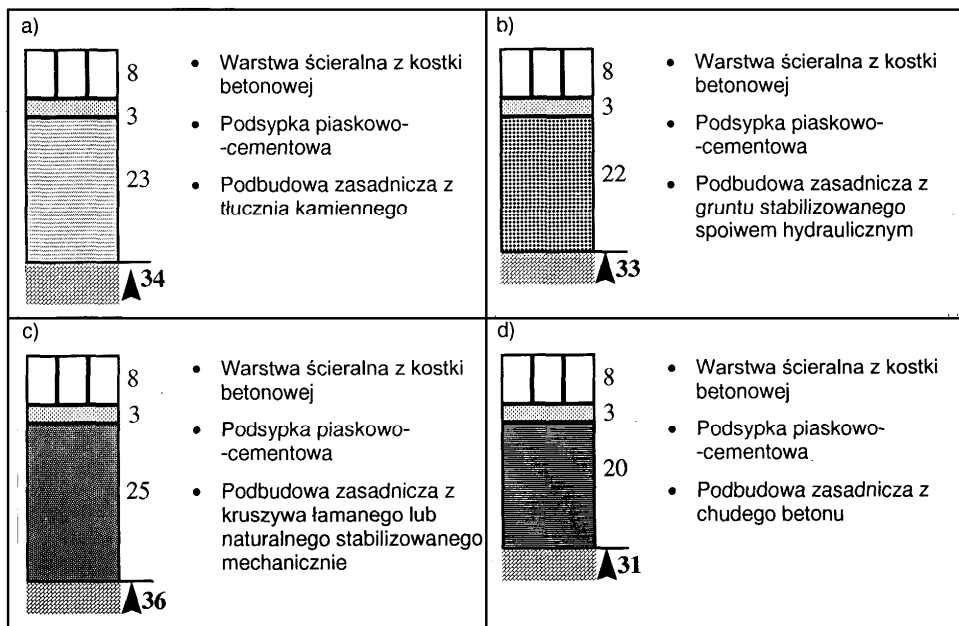 a)
8
3
23
34
• Warstwa ścieralna z kostki
betonowej
• Podsypka piaskowo-
-cementowa
• Podbudowa zasadnicza z
tłucznia kamiennego
b)
8
3
22
33
• Warstwa ścieralna z kostki
betonowej
• Podsypka piaskowo-
-cementowa
• Podbudowa zasadnicza z
gruntu stabilizowanego
spoiwem hydraulicznym
c)
8
3
25
36
• Warstwa ścieralna z kostki
betonowej
• Podsypka piaskowo-
-cementowa
• Podbudowa zasadnicza z
kruszywa łamanego lub
naturalnego stabilizowanego
mechanicznie
d)
8
3
20
31
• Warstwa ścieralna z kostki
betonowej
• Podsypka piaskowo-
-cementowa
• Podbudowa zasadnicza z
chudego betonu